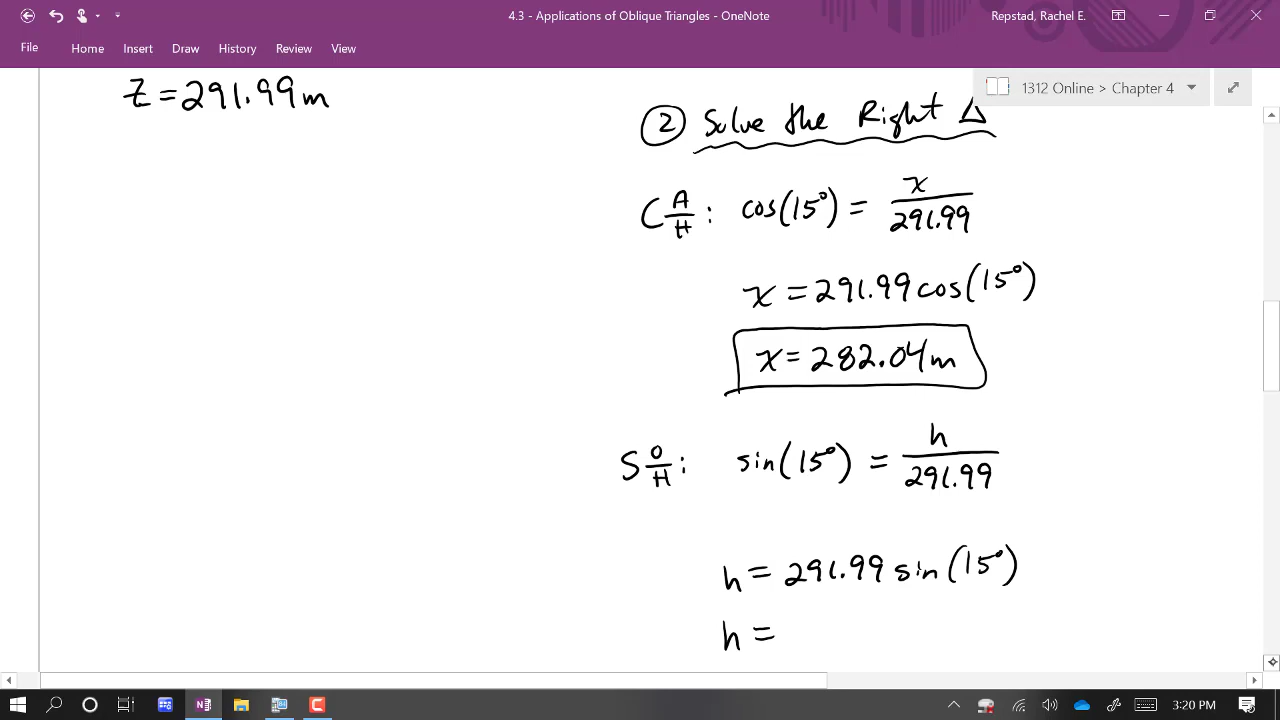 4.3 - Applications of Oblique Triangles - OneNote
Repstad, Rachel E.
File Home Insert Draw History Review View
1312 Online > Chapter 4
z = 291.99m
② Solve the Right Δ
C A/H : cos(15°) = x/291.99
x = 291.99 cos(15°)
x = 282.04m
S O/H : sin(15°) = h/291.99
h = 291.99 sin(15°)
h =
3:20 PM